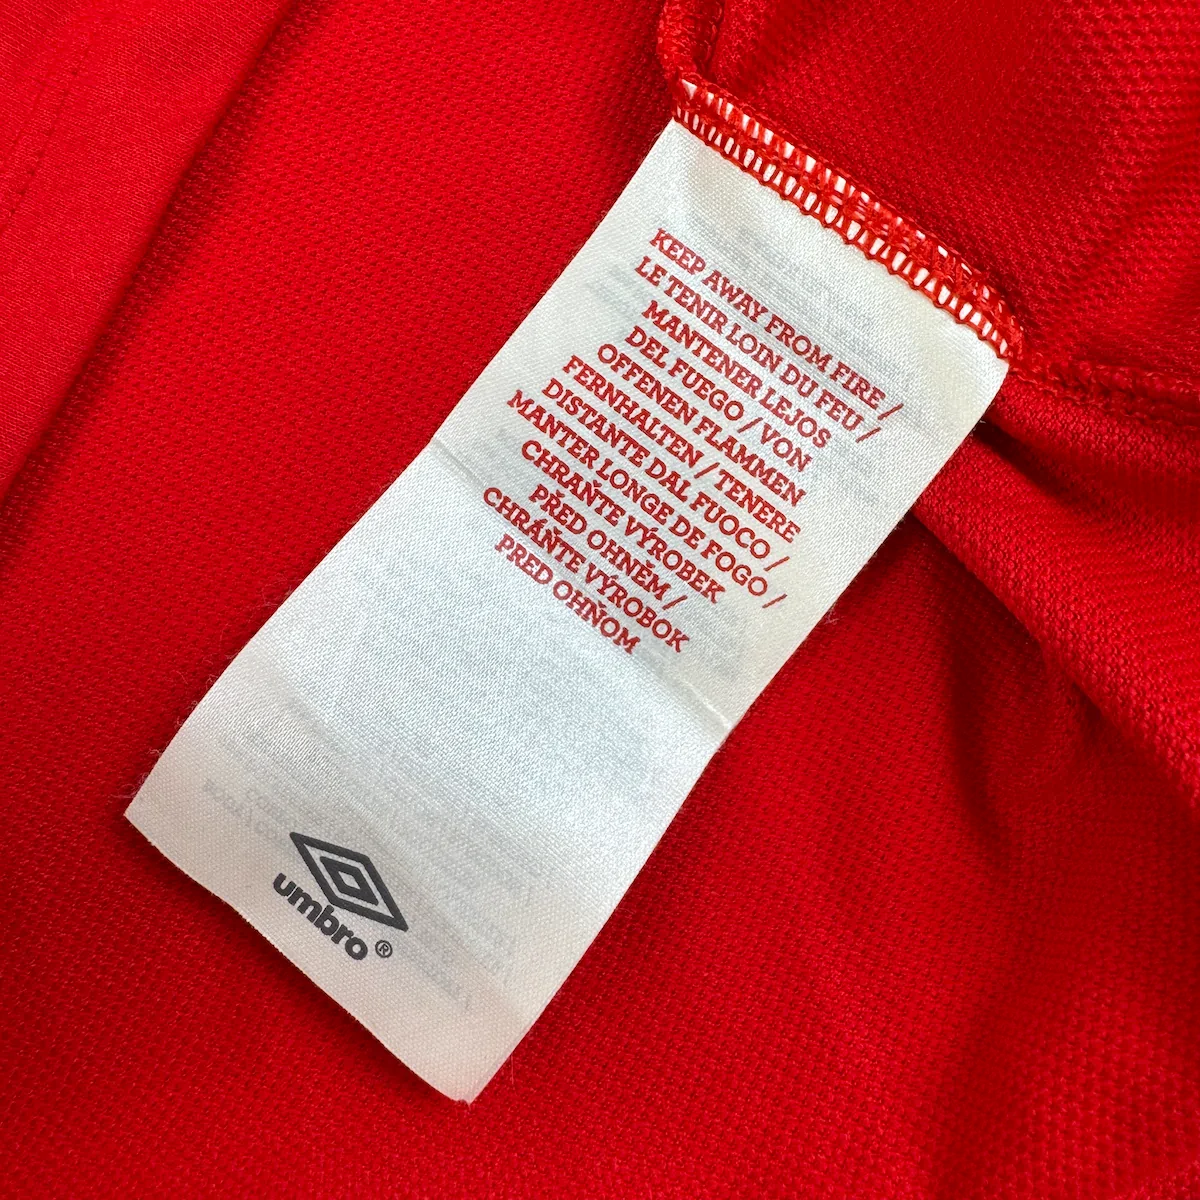 KEEP AWAY FROM FIRE /
LE TENIR LOIN DU FEU /
MANTENER LEJOS
DEL FUEGO / VON
OFFENEN FLAMMEN
FERNHALTEN / TENERE
DISTANTE DAL FUOCO /
MANTER LONGE DE FOGO /
CHRAŇTE VÝROBEK
PŘED OHNĚM /
CHRÁŇTE VÝROBOK
PRED OHŇOM
umbro®